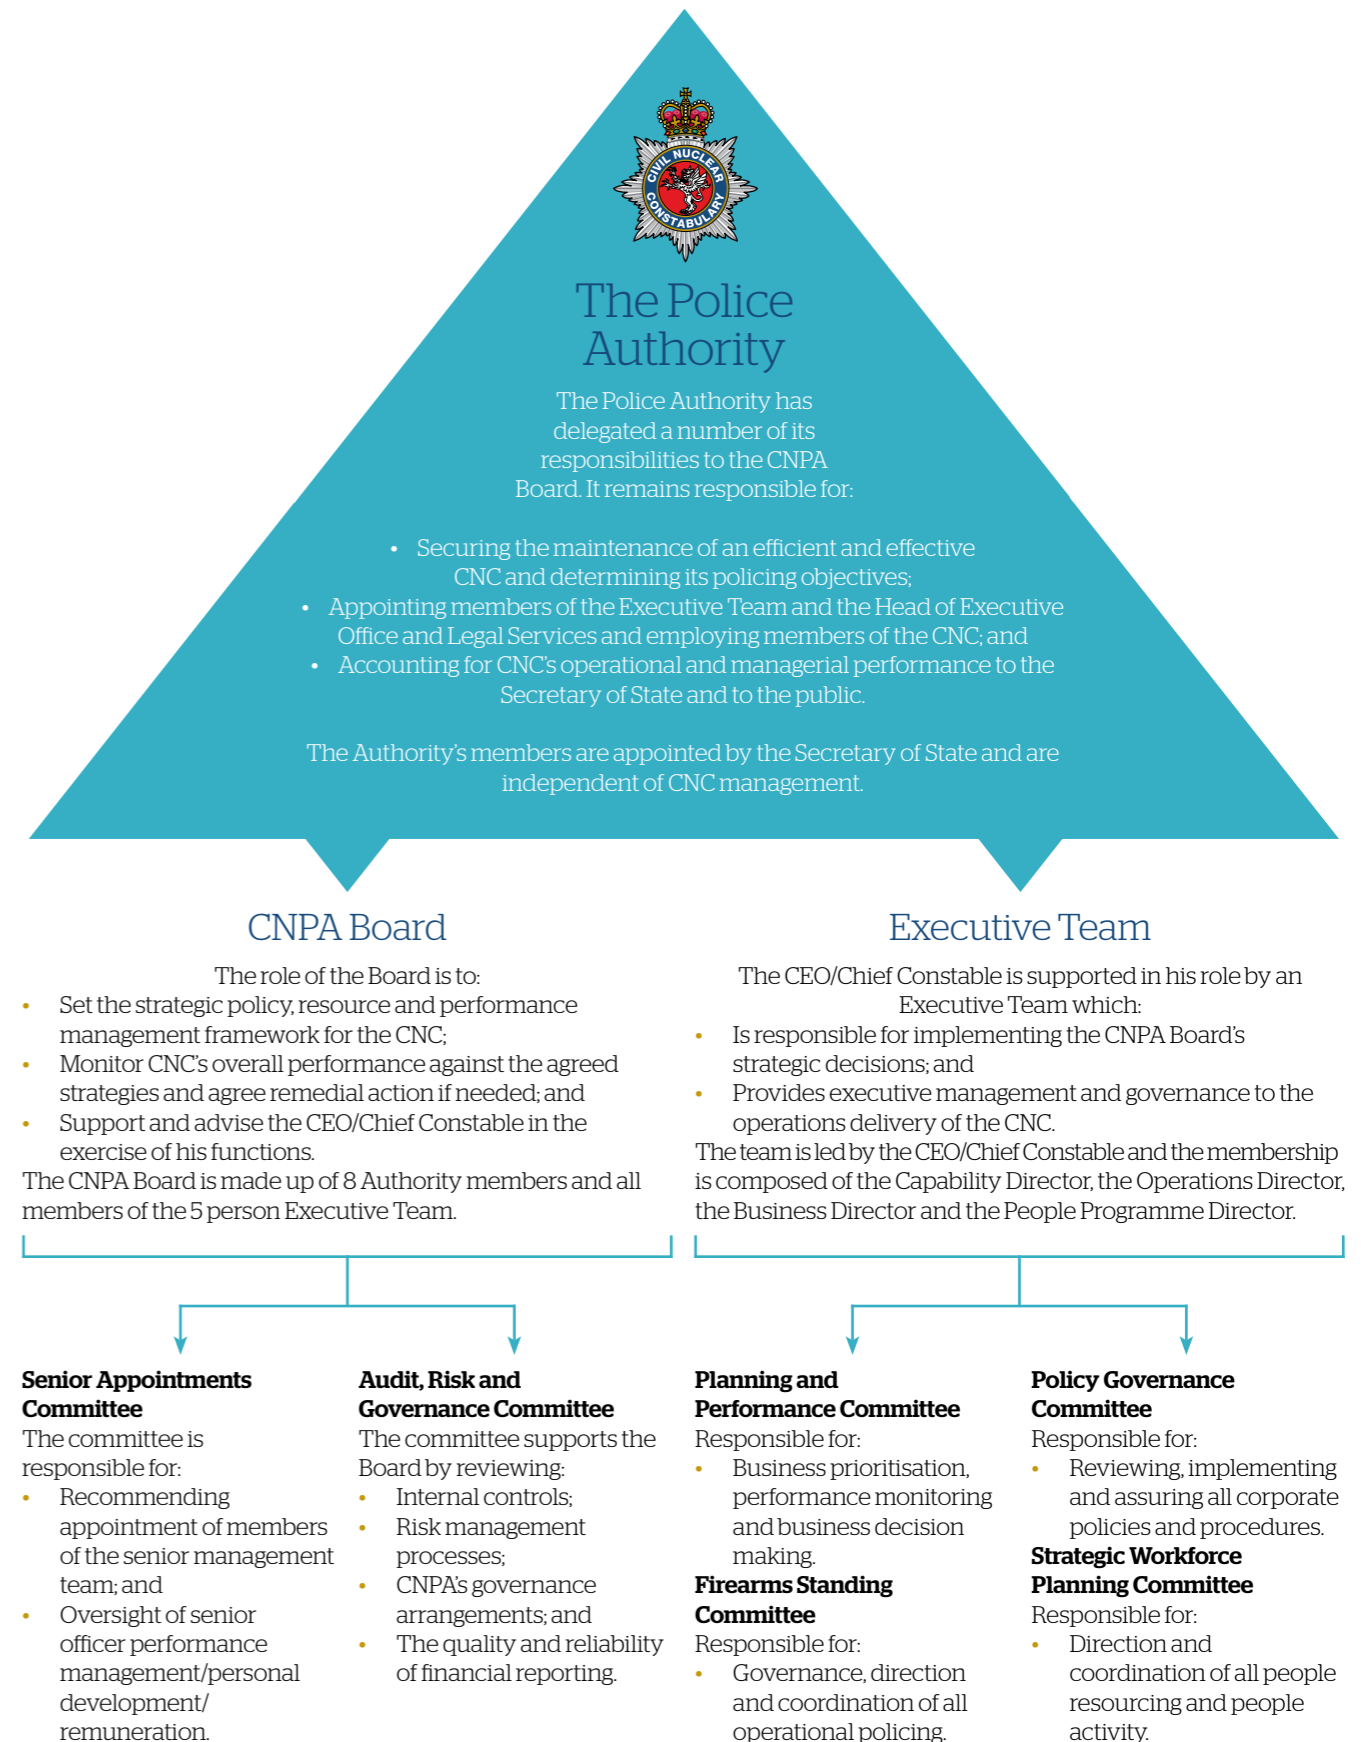 CIVIL NUCLEAR
CONSTABULARY
The Police
Authority
The Police Authority has
delegated a number of its
responsibilities to the CNPA
Board. It remains responsible for:
• Securing the maintenance of an efficient and effective
CNC and determining its policing objectives;
• Appointing members of the Executive Team and the Head of Executive
Office and Legal Services and employing members of the CNC; and
• Accounting for CNC's operational and managerial performance to the
Secretary of State and to the public.
The Authority's members are appointed by the Secretary of State and are
independent of CNC management.
CNPA Board
The role of the Board is to:
• Set the strategic policy, resource and performance
management framework for the CNC;
• Monitor CNC's overall performance against the agreed
strategies and agree remedial action if needed; and
• Support and advise the CEO/Chief Constable in the
exercise of his functions.
The CNPA Board is made up of 8 Authority members and all
members of the 5 person Executive Team.
Executive Team
The CEO/Chief Constable is supported in his role by an
Executive Team which:
• Is responsible for implementing the CNPA Board's
strategic decisions; and
• Provides executive management and governance to the
operations delivery of the CNC.
The team is led by the CEO/Chief Constable and the membership
is composed of the Capability Director, the Operations Director,
the Business Director and the People Programme Director.
Senior Appointments
Committee
The committee is
responsible for:
• Recommending
appointment of members
of the senior management
team; and
• Oversight of senior
officer performance
management/personal
development/
remuneration.
Audit, Risk and
Governance Committee
The committee supports the
Board by reviewing:
• Internal controls;
• Risk management
processes;
• CNPA's governance
arrangements; and
• The quality and reliability
of financial reporting.
Planning and
Performance Committee
Responsible for:
• Business prioritisation,
performance monitoring
and business decision
making.
Firearms Standing
Committee
Responsible for:
• Governance, direction
and coordination of all
operational policing.
Policy Governance
Committee
Responsible for:
• Reviewing, implementing
and assuring all corporate
policies and procedures.
Strategic Workforce
Planning Committee
Responsible for:
• Direction and
coordination of all people
resourcing and people
activity.